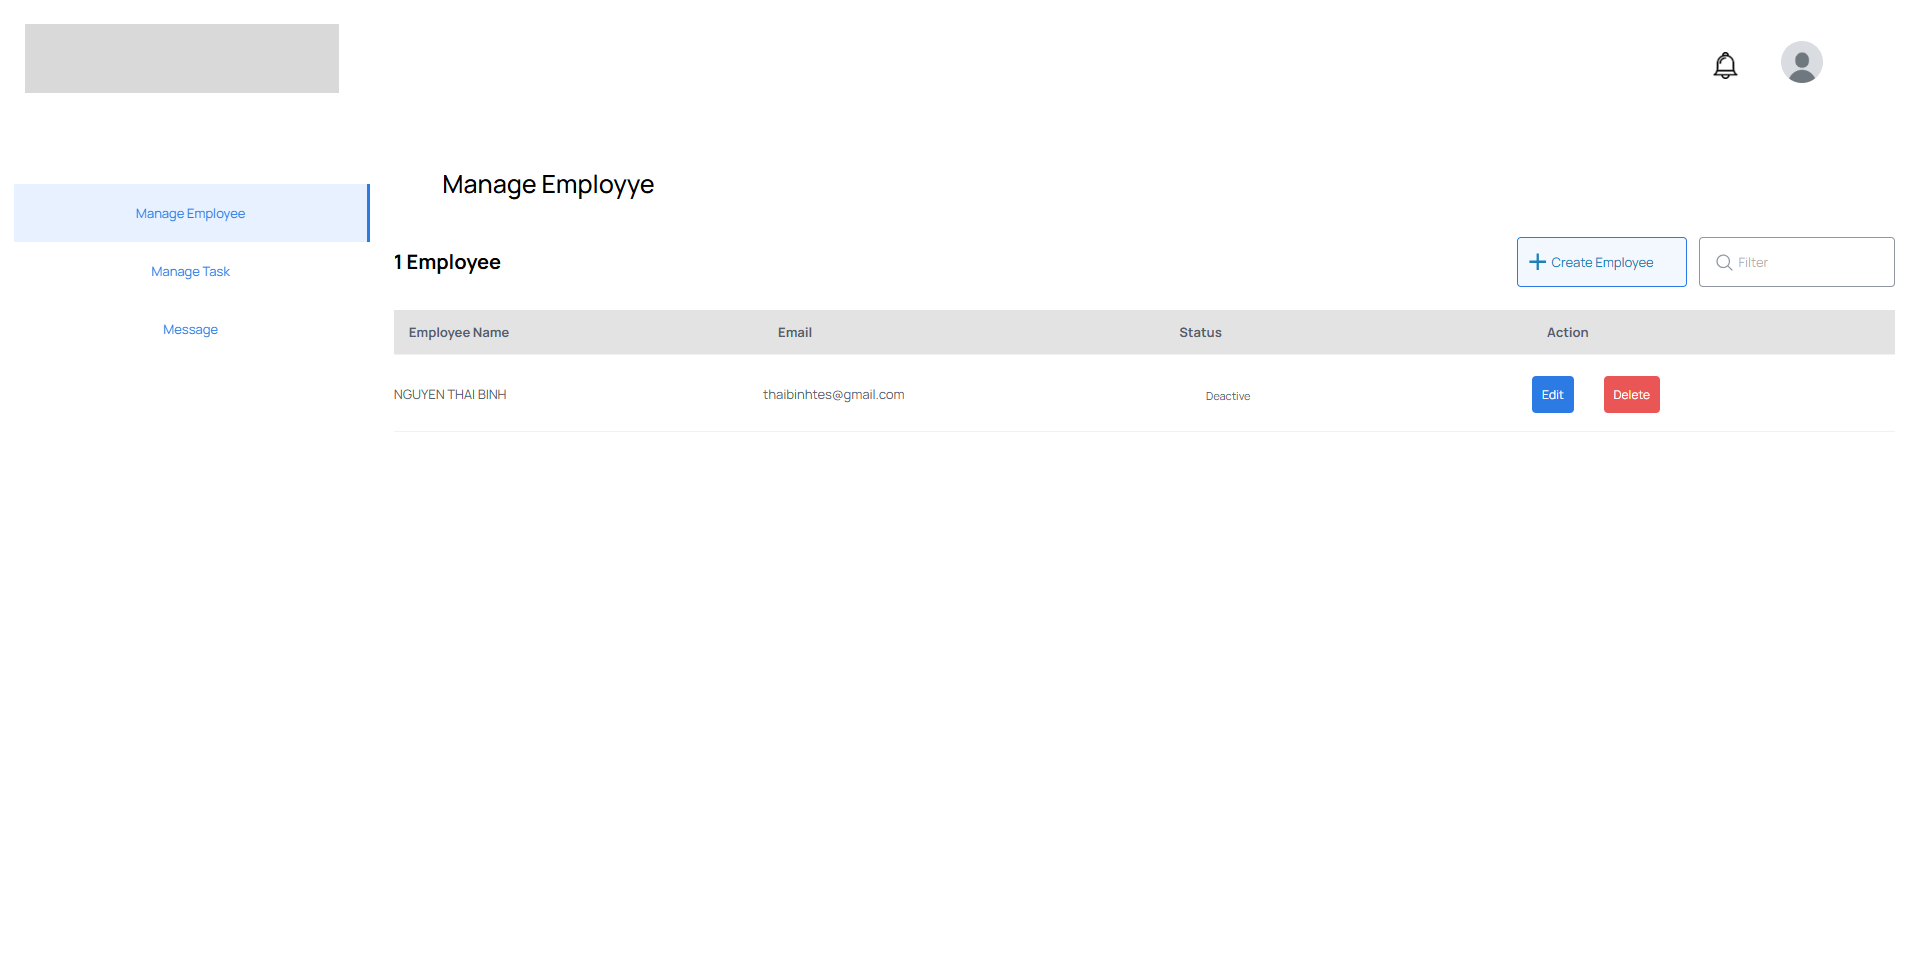 Manage Employye
Manage Employee
Manage Task
Message
1 Employee
Create Employee
Filter
Employee Name Email Status Action
NGUYEN THAI BINH thaibinhtes@gmail.com Deactive Edit Delete